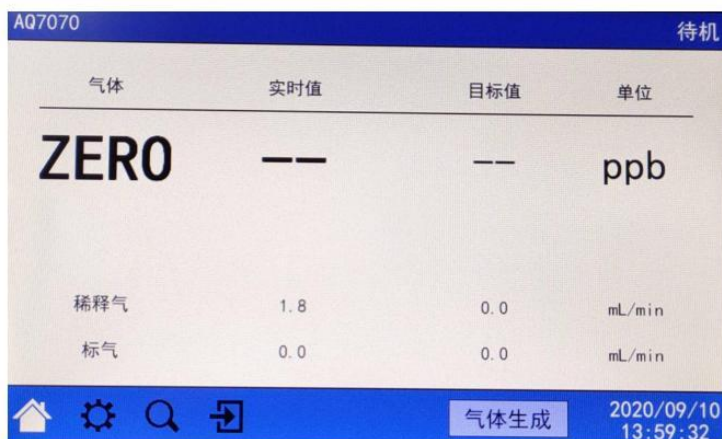 AQ7070 待机
气体 实时值 目标值 单位
ZERO -- -- ppb
稀释气 1.8 0.0 mL/min
标气 0.0 0.0 mL/min
气体生成 2020/09/10
13:59:32